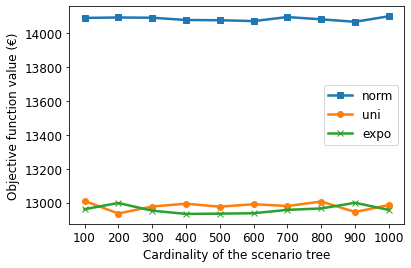 Objective function value (€)
14000
13800
13600
13400
13200
13000
norm
uni
expo
100 200 300 400 500 600 700 800 900 1000
Cardinality of the scenario tree